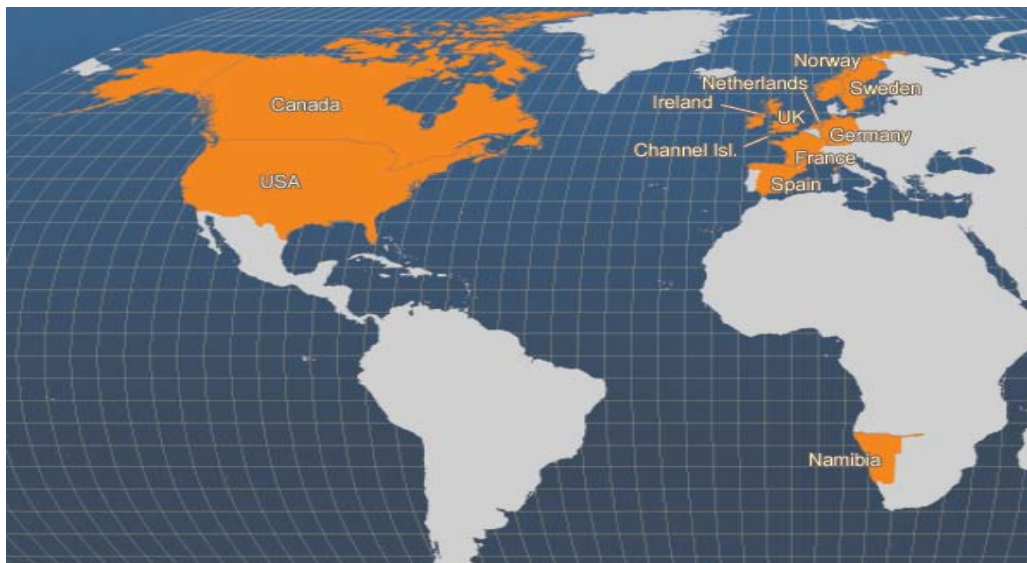 Norway
Netherlands
Sweden
Ireland
Canada
UK
Germany
Channel Isl.
France
USA
Spain
Namibia